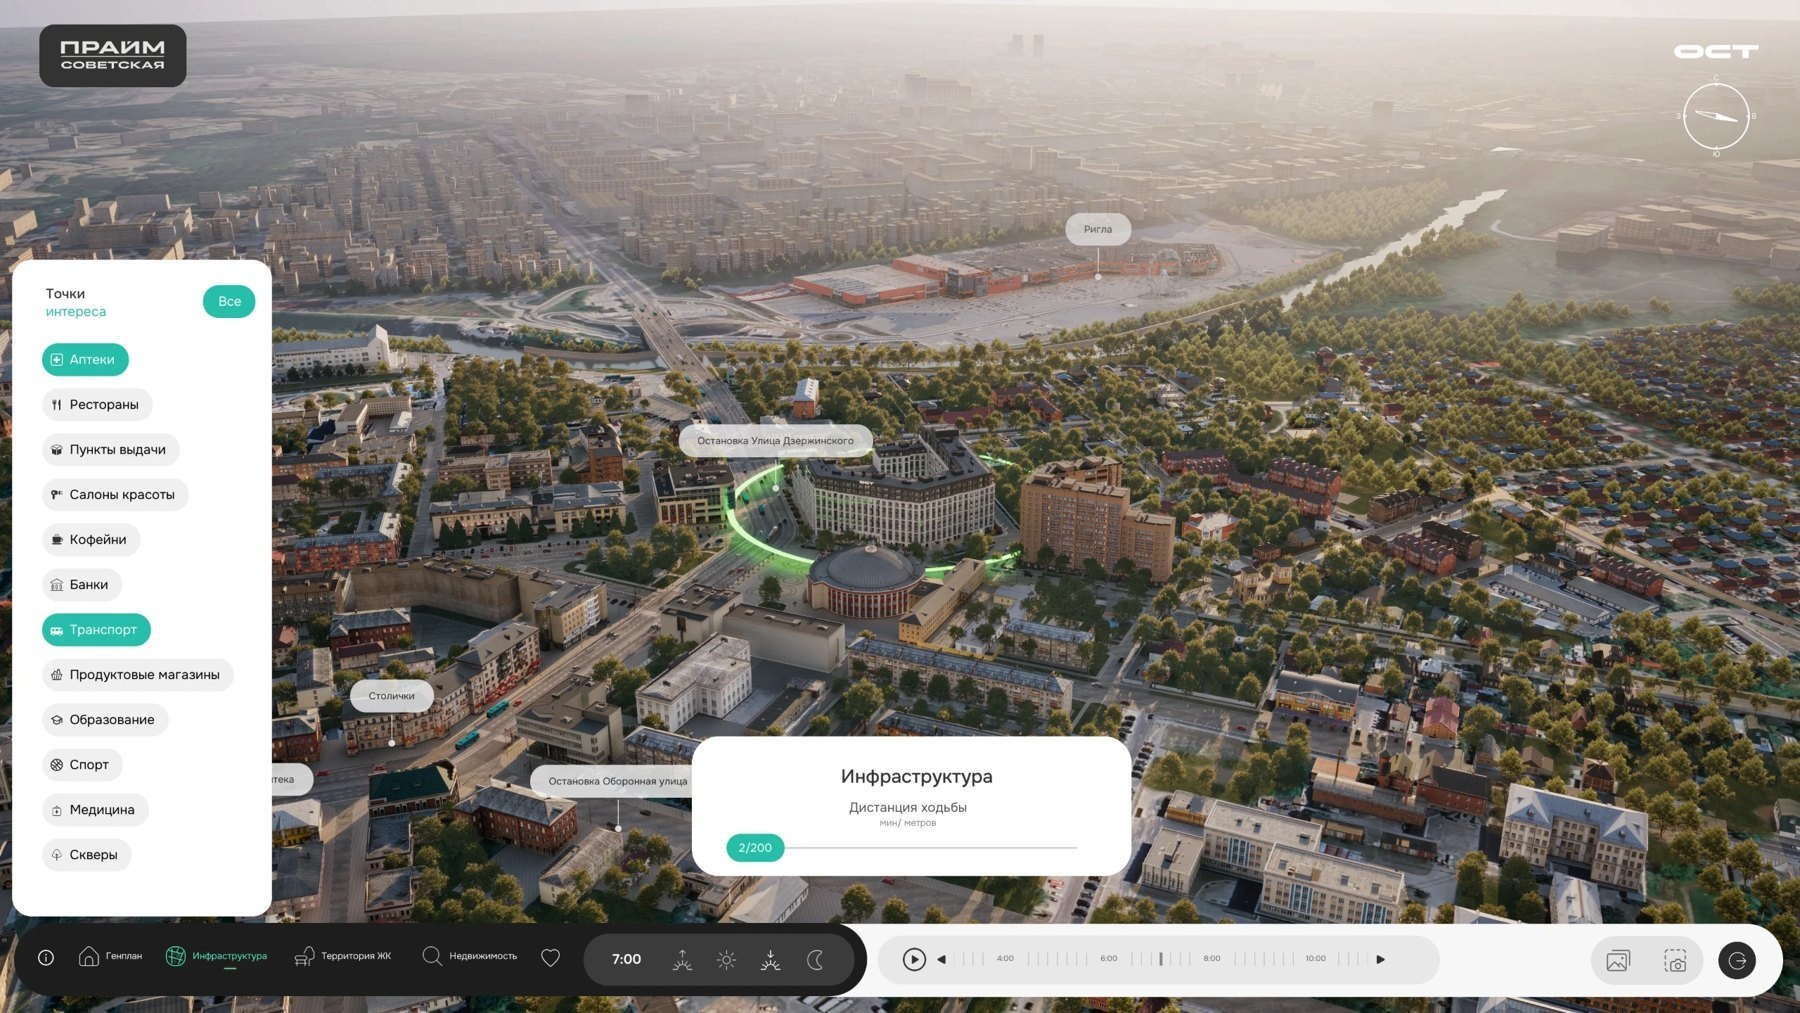 ПРАЙМ
СОВЕТСКАЯ
ОСТ
С
З
В
Ю
Ригла
Точки
интереса
Все
Аптеки
Рестораны
Пункты выдачи
Салоны красоты
Кофейни
Банки
Транспорт
Продуктовые магазины
Образование
Спорт
Медицина
Скверы
Остановка Улица Дзержинского
Столички
Остановка Оборонная улица
Инфраструктура
Дистанция ходьбы
мин/ метров
2/200
Генплан
Инфраструктура
Территория ЖК
Недвижимость
7:00
4:00
6:00
8:00
10:00